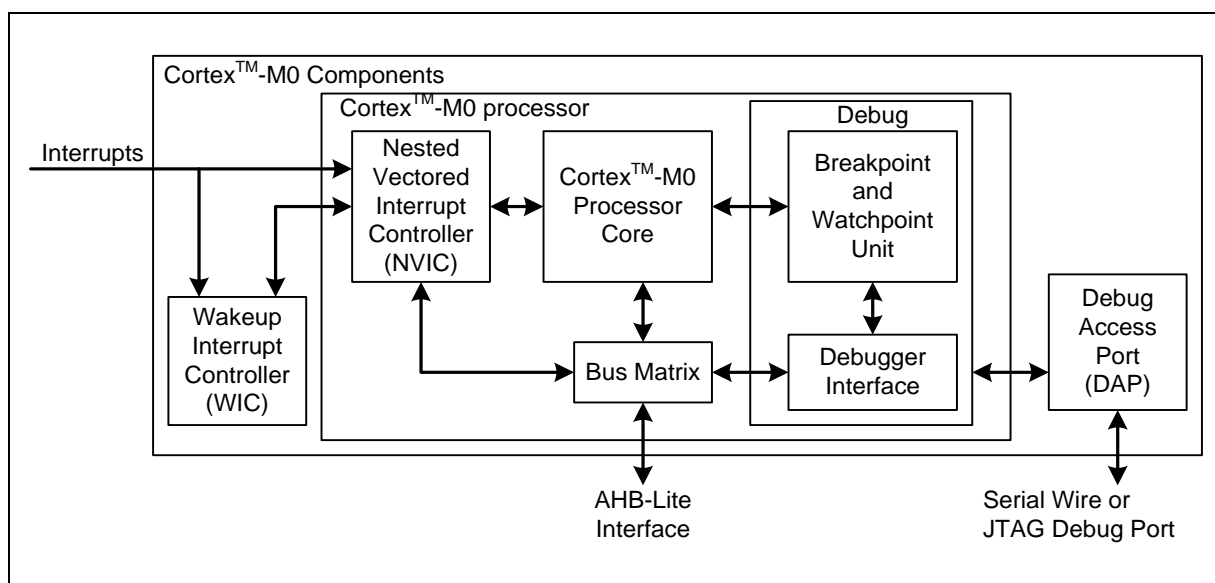 Cortex™-M0 Components
Cortex™-M0 processor
Debug
Interrupts
Nested
Vectored
Interrupt
Controller
(NVIC)
Cortex™-M0
Processor
Core
Breakpoint
and
Watchpoint
Unit
Wakeup
Interrupt
Controller
(WIC)
Bus Matrix
Debugger
Interface
Debug
Access
Port
(DAP)
AHB-Lite
Interface
Serial Wire or
JTAG Debug Port